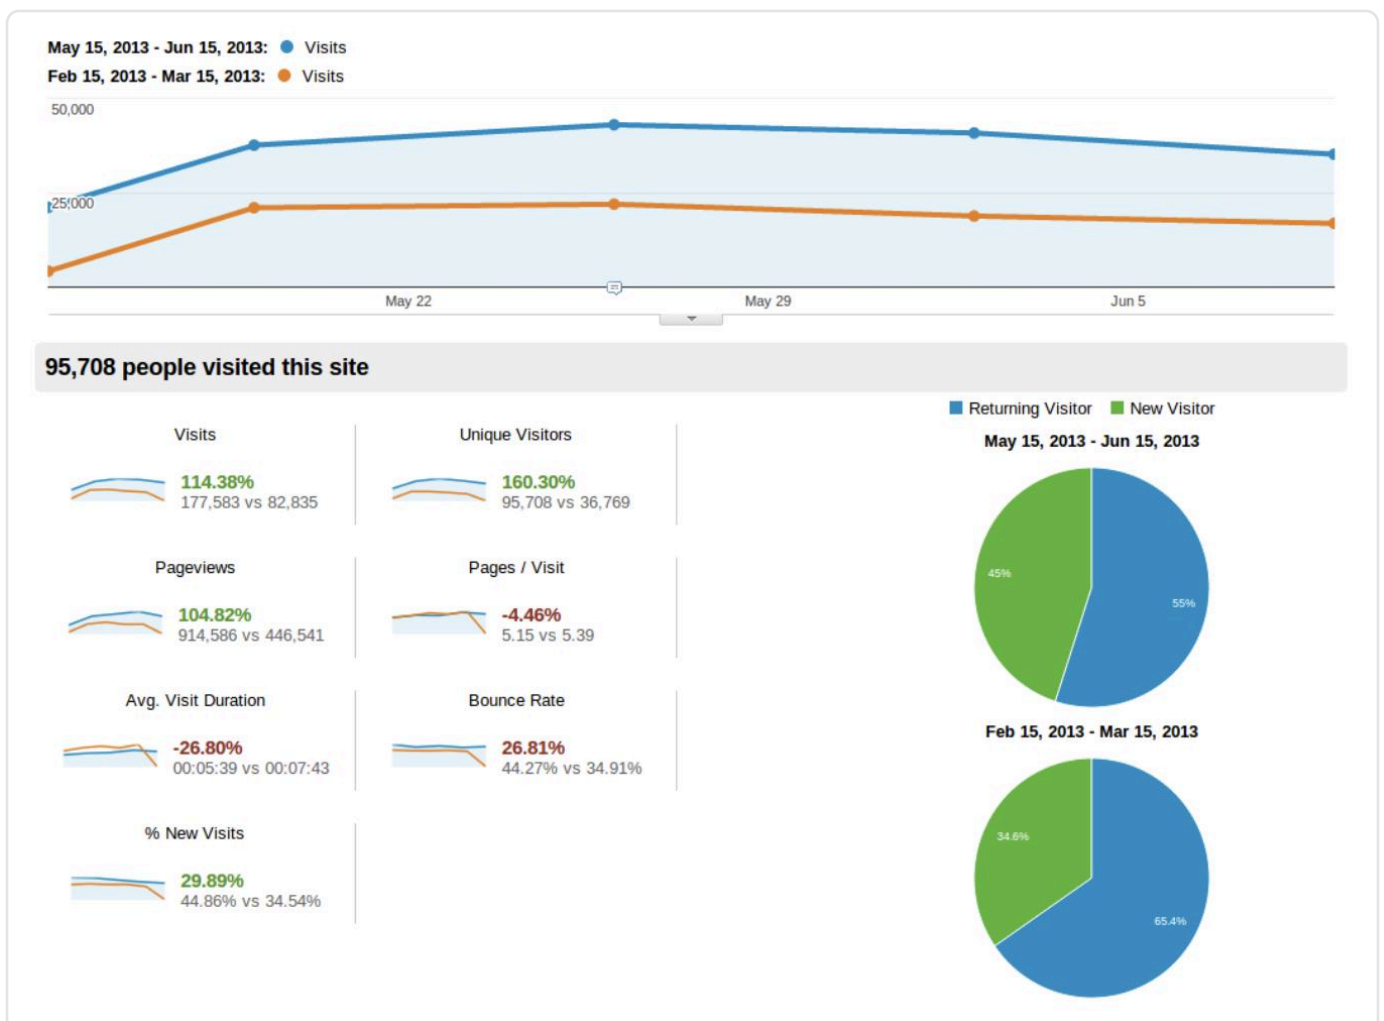 May 15, 2013 - Jun 15, 2013: Visits
Feb 15, 2013 - Mar 15, 2013: Visits
50,000
25,000
May 22 May 29 Jun 5
95,708 people visited this site
Visits
114.38%
177,583 vs 82,835
Unique Visitors
160.30%
95,708 vs 36,769
Pageviews
104.82%
914,586 vs 446,541
Pages / Visit
-4.46%
5.15 vs 5.39
Avg. Visit Duration
-26.80%
00:05:39 vs 00:07:43
Bounce Rate
26.81%
44.27% vs 34.91%
% New Visits
29.89%
44.86% vs 34.54%
Returning Visitor New Visitor
May 15, 2013 - Jun 15, 2013
45%
55%
Feb 15, 2013 - Mar 15, 2013
34.6%
65.4%